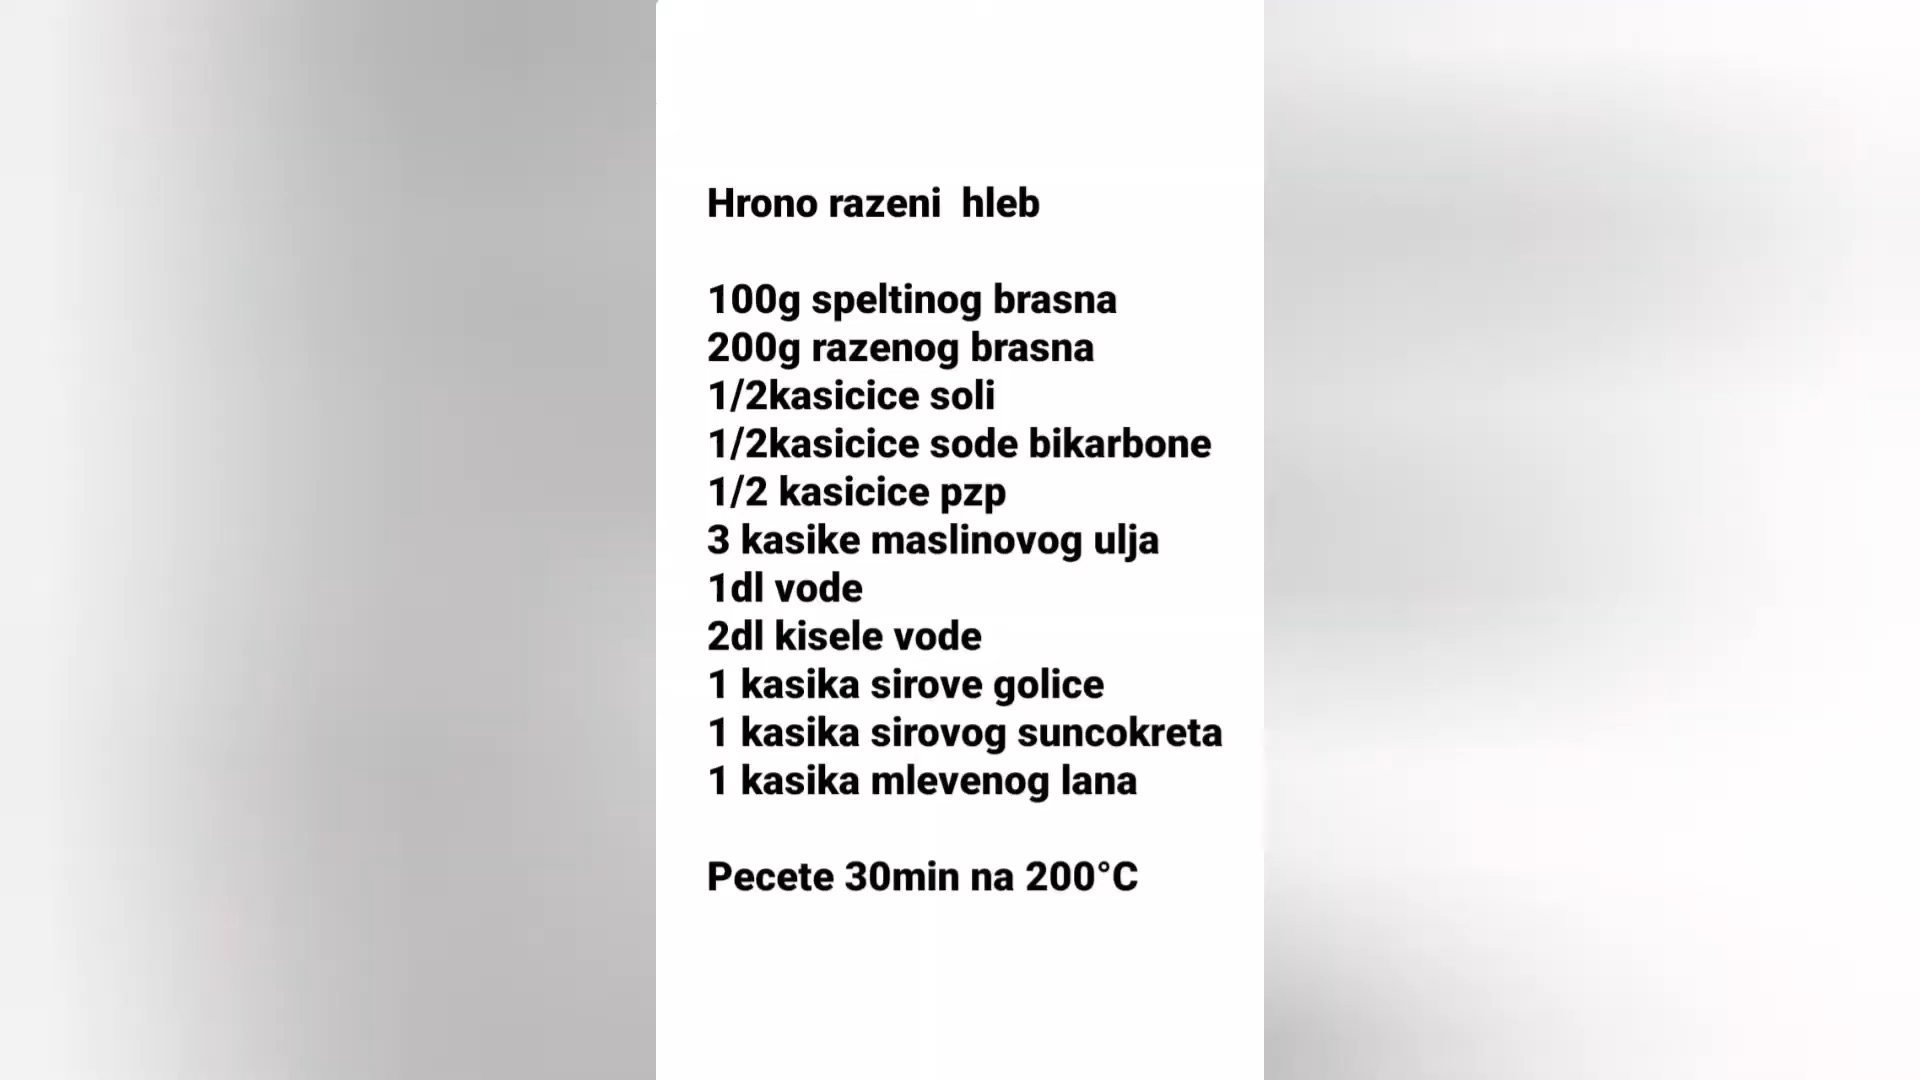 Hrono razeni hleb
100g speltinog brasna
200g razenog brasna
1/2kasicice soli
1/2kasicice sode bikarbone
1/2 kasicice pzp
3 kasike maslinovog ulja
1dl vode
2dl kisele vode
1 kasika sirove golice
1 kasika sirovog suncokreta
1 kasika mlevenog lana
Pecete 30min na 200°C